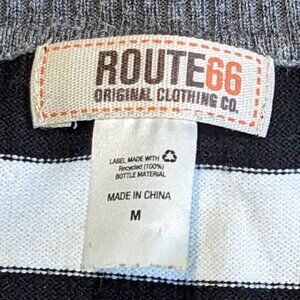 ROUTE66
ORIGINAL CLOTHING CO.
LABEL MADE WITH
Recycled (100%)
BOTTLE MATERIAL
MADE IN CHINA
M